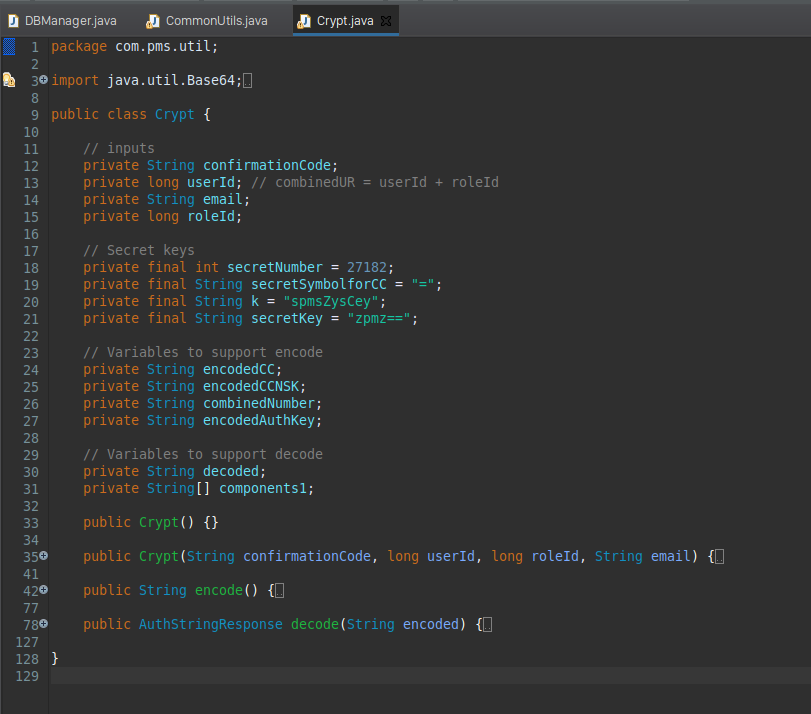 DBManager.java CommonUtils.java Crypt.java
1 package com.pms.util;
2
3 import java.util.Base64;
8
9 public class Crypt {
10
11 // inputs
12 private String confirmationCode;
13 private long userId; // combinedUR = userId + roleId
14 private String email;
15 private long roleId;
16
17 // Secret keys
18 private final int secretNumber = 27182;
19 private final String secretSymbolforCC = "=";
20 private final String k = "spmsZysCey";
21 private final String secretKey = "zpmz==";
22
23 // Variables to support encode
24 private String encodedCC;
25 private String encodedCCNSK;
26 private String combinedNumber;
27 private String encodedAuthKey;
28
29 // Variables to support decode
30 private String decoded;
31 private String[] components1;
32
33 public Crypt() {}
34
35 public Crypt(String confirmationCode, long userId, long roleId, String email) {
41
42 public String encode() {
77
78 public AuthStringResponse decode(String encoded) {
127
128 }
129